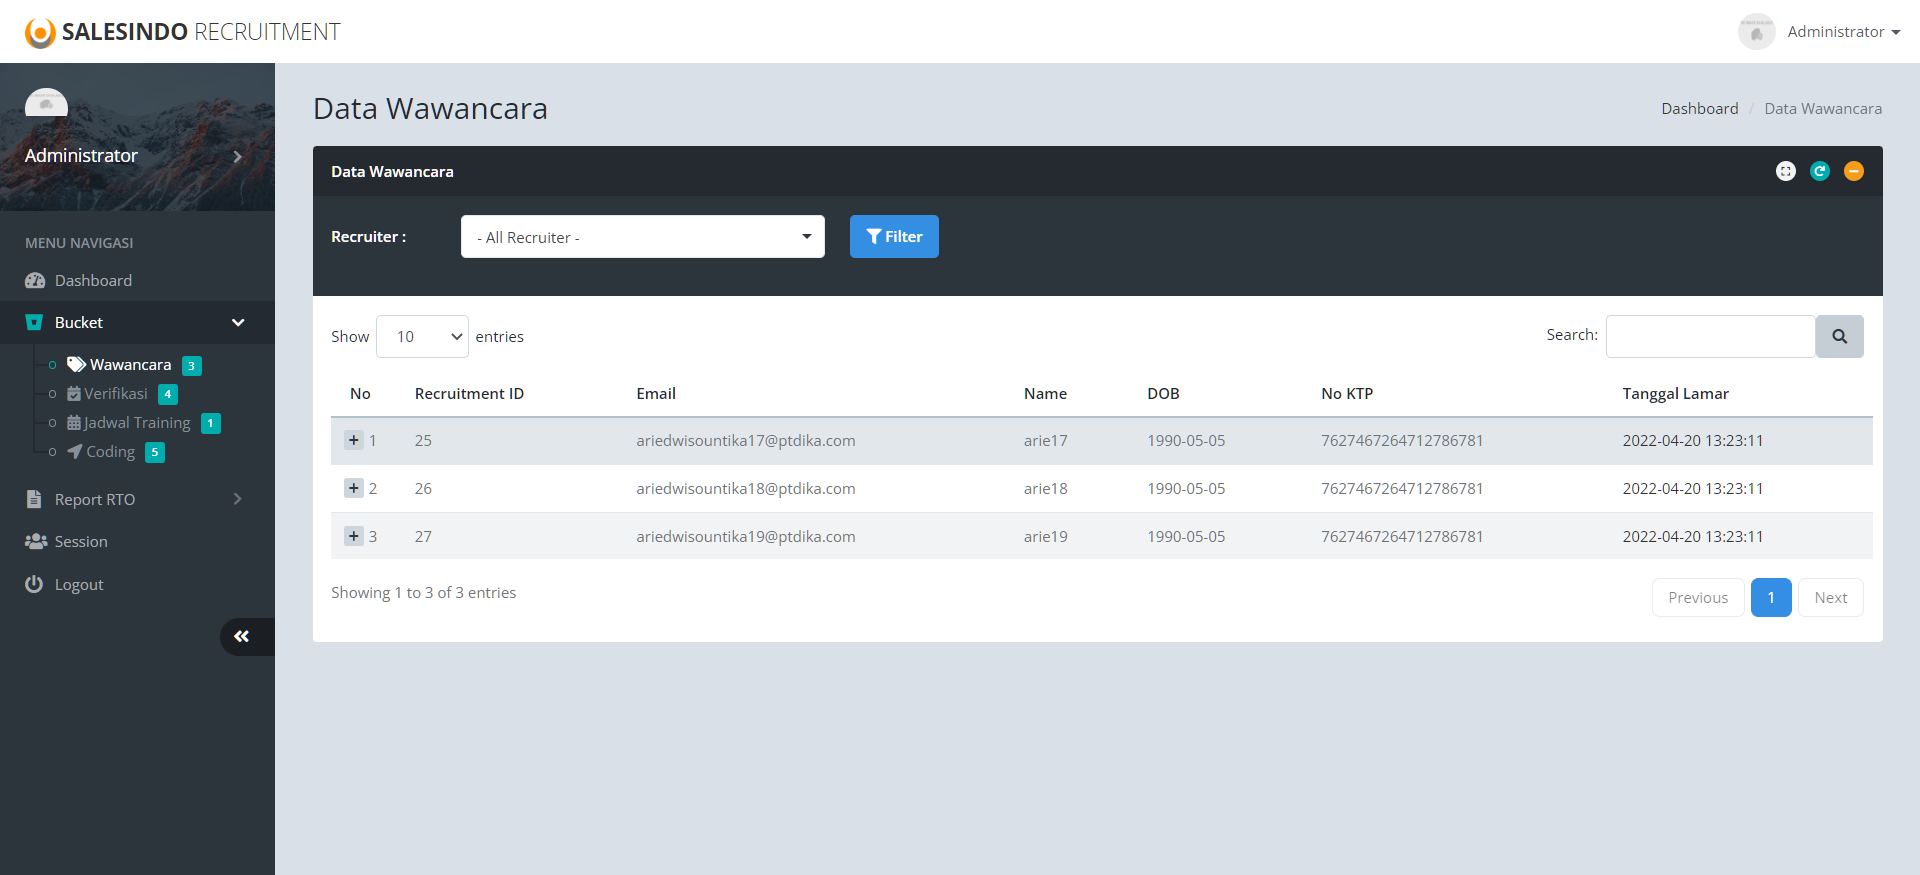 SALESINDO RECRUITMENT
Administrator
Administrator
MENU NAVIGASI
Dashboard
Bucket
Wawancara 3
Verifikasi 4
Jadwal Training 1
Coding 5
Report RTO
Session
Logout
Data Wawancara
Dashboard / Data Wawancara
Data Wawancara
Recruiter : - All Recruiter - Filter
Show 10 entries Search:
No Recruitment ID Email Name DOB No KTP Tanggal Lamar
+ 1 25 ariedwisountika17@ptdika.com arie17 1990-05-05 7627467264712786781 2022-04-20 13:23:11
+ 2 26 ariedwisountika18@ptdika.com arie18 1990-05-05 7627467264712786781 2022-04-20 13:23:11
+ 3 27 ariedwisountika19@ptdika.com arie19 1990-05-05 7627467264712786781 2022-04-20 13:23:11
Showing 1 to 3 of 3 entries Previous 1 Next